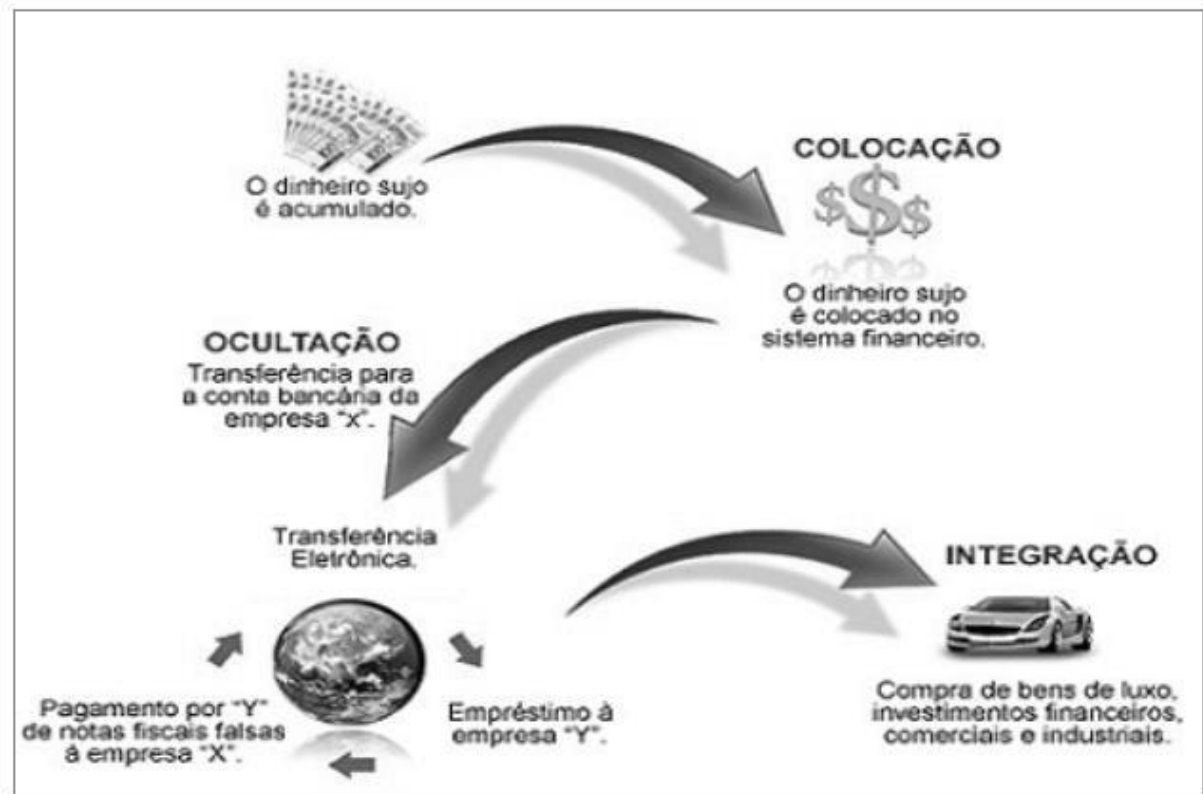 O dinheiro sujo
é acumulado.
COLOCAÇÃO
$$$
O dinheiro sujo
é colocado no
sistema financeiro.
OCULTAÇÃO
Transferência para
a conta bancária da
empresa "x".
Transferência
Eletrônica.
Empréstimo à
empresa "Y".
Pagamento por "Y"
de notas fiscais falsas
à empresa "X".
INTEGRAÇÃO
Compra de bens de luxo,
investimentos financeiros,
comerciais e industriais.